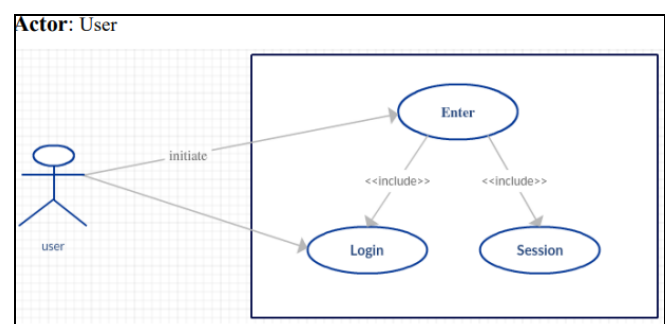 Actor: User
Enter
initiate
<<include>> <<include>>
user
Login Session